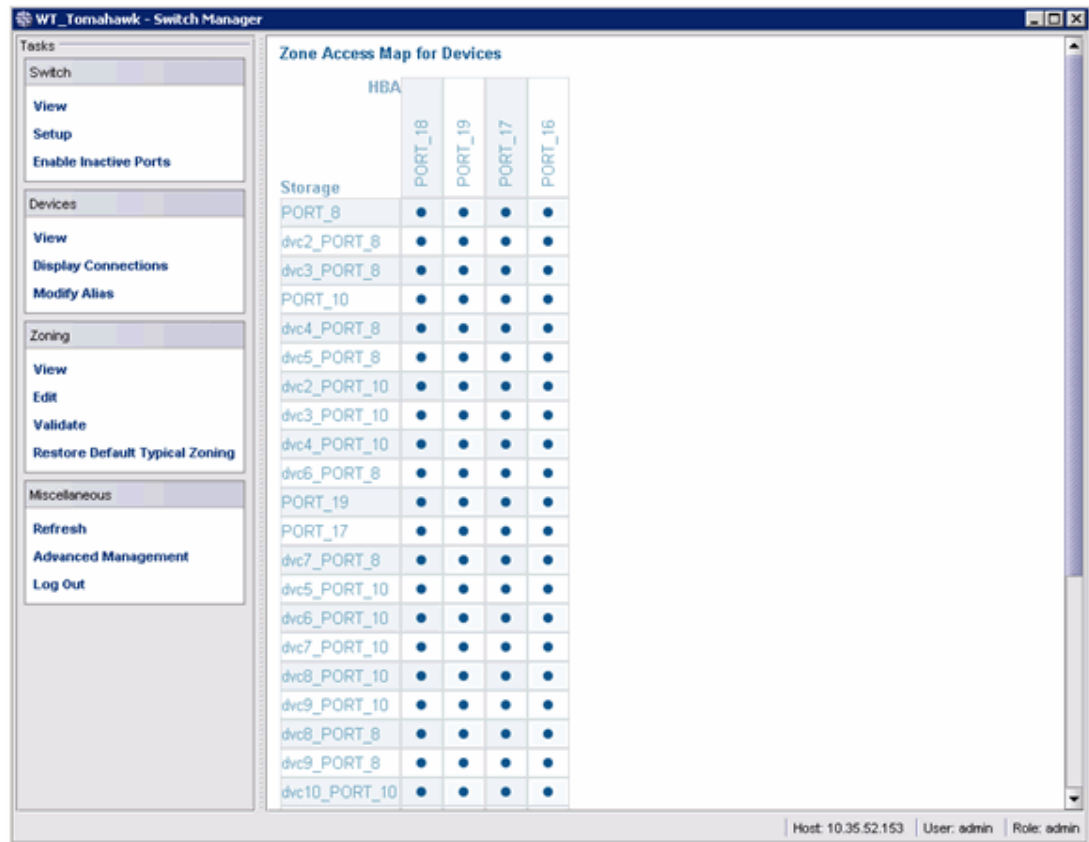 WT_Tomahawk - Switch Manager
Tasks
Switch
View
Setup
Enable Inactive Ports
Devices
View
Display Connections
Modify Alias
Zoning
View
Edit
Validate
Restore Default Typical Zoning
Miscellaneous
Refresh
Advanced Management
Log Out
Zone Access Map for Devices
HBA
PORT_18 PORT_19 PORT_17 PORT_16
Storage
PORT_8
dvc2_PORT_8
dvc3_PORT_8
PORT_10
dvc4_PORT_8
dvc5_PORT_8
dvc2_PORT_10
dvc3_PORT_10
dvc4_PORT_10
dvc6_PORT_8
PORT_19
PORT_17
dvc7_PORT_8
dvc5_PORT_10
dvc6_PORT_10
dvc7_PORT_10
dvc8_PORT_10
dvc9_PORT_10
dvc8_PORT_8
dvc9_PORT_8
dvc10_PORT_10
Host: 10.35.52.153 User: admin Role: admin